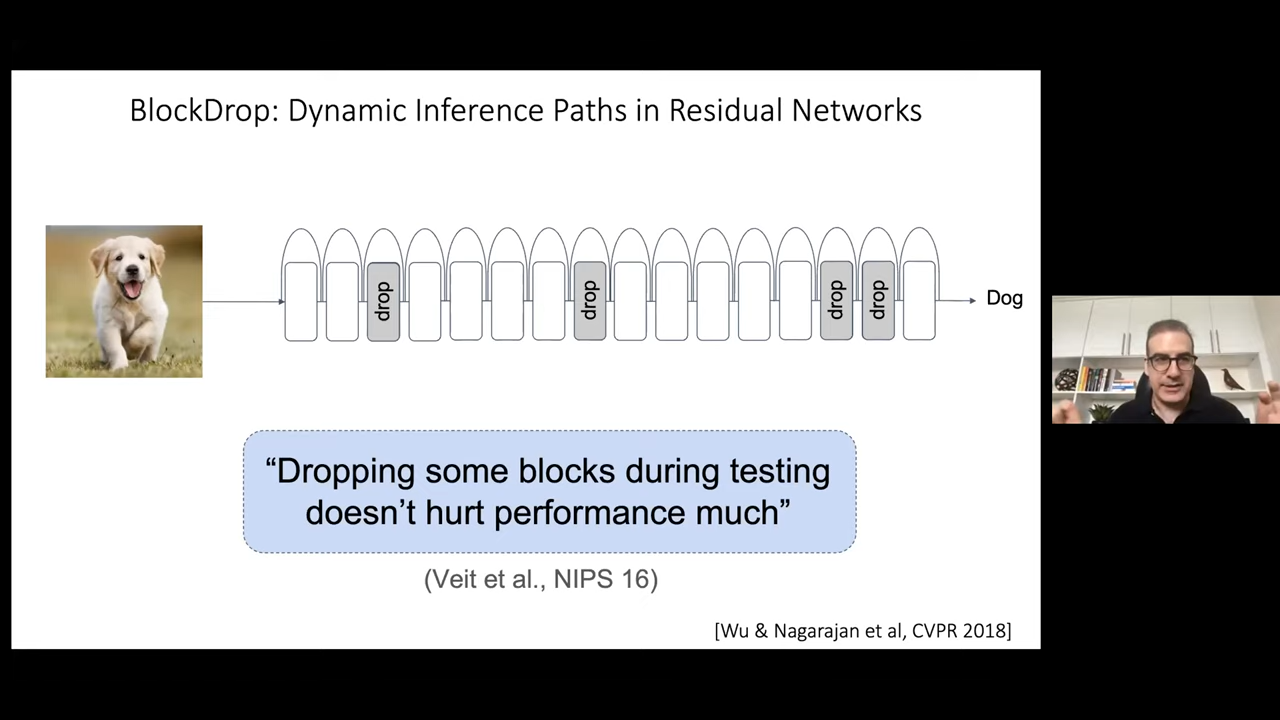 BlockDrop: Dynamic Inference Paths in Residual Networks
drop
drop
drop
drop
Dog
“Dropping some blocks during testing
doesn’t hurt performance much”
(Veit et al., NIPS 16)
[Wu & Nagarajan et al, CVPR 2018]